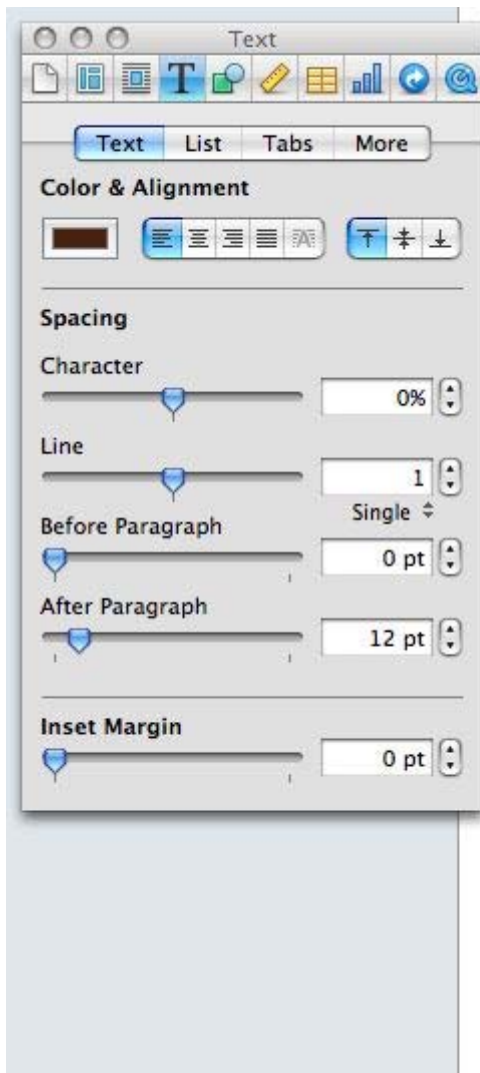 Text
T
Text List Tabs More
Color & Alignment
A
Spacing
Character
0%
Line
1
Single
Before Paragraph
0 pt
After Paragraph
12 pt
Inset Margin
0 pt